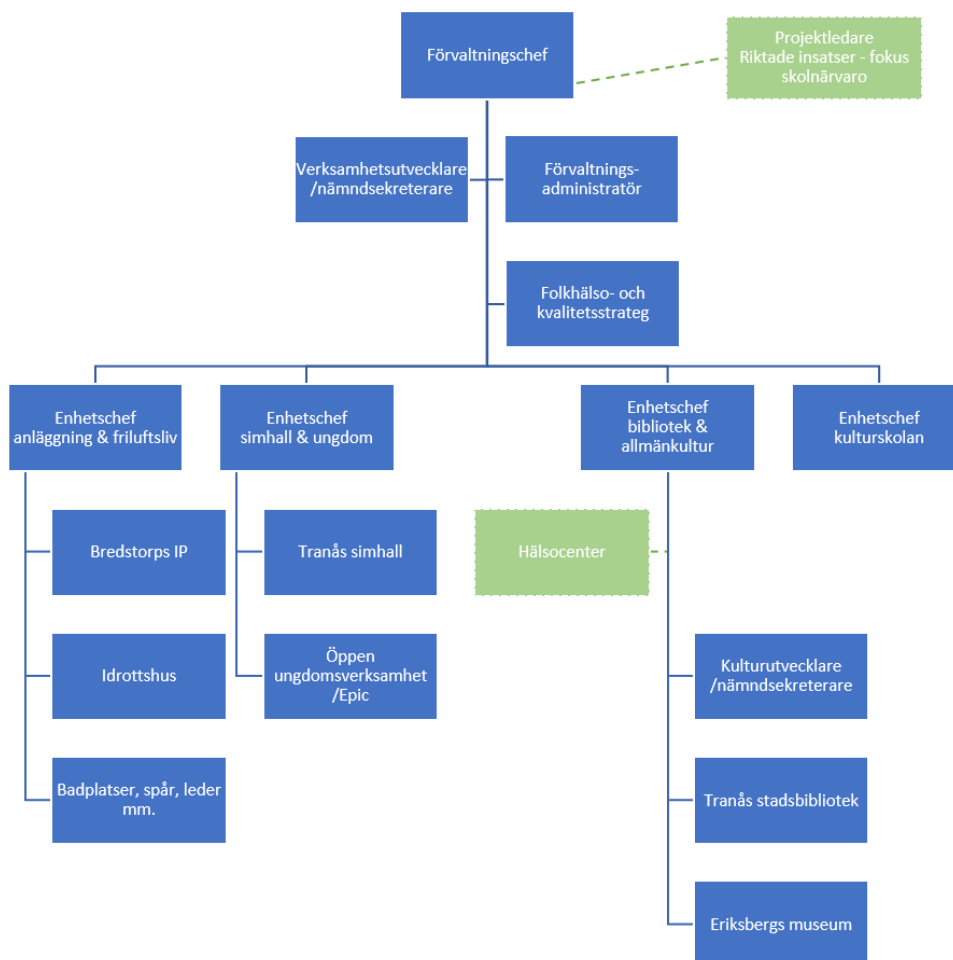 Förvaltningschef
Projektledare
Riktade insatser - fokus
skolnärvaro
Verksamhetsutvecklare
/nämndsekreterare
Förvaltnings-
administratör
Folkhälso- och
kvalitetsstrateg
Enhetschef
anläggning & friluftsliv
Enhetschef
simhall & ungdom
Enhetschef
bibliotek &
allmänkultur
Enhetschef
kulturskolan
Bredstorps IP
Tranås simhall
Hälsocenter
Idrottshus
Öppen
ungdomsverksamhet
/Epic
Kulturutvecklare
/nämndsekreterare
Badplatser, spår, leder
mm.
Tranås stadsbibliotek
Eriksbergs museum